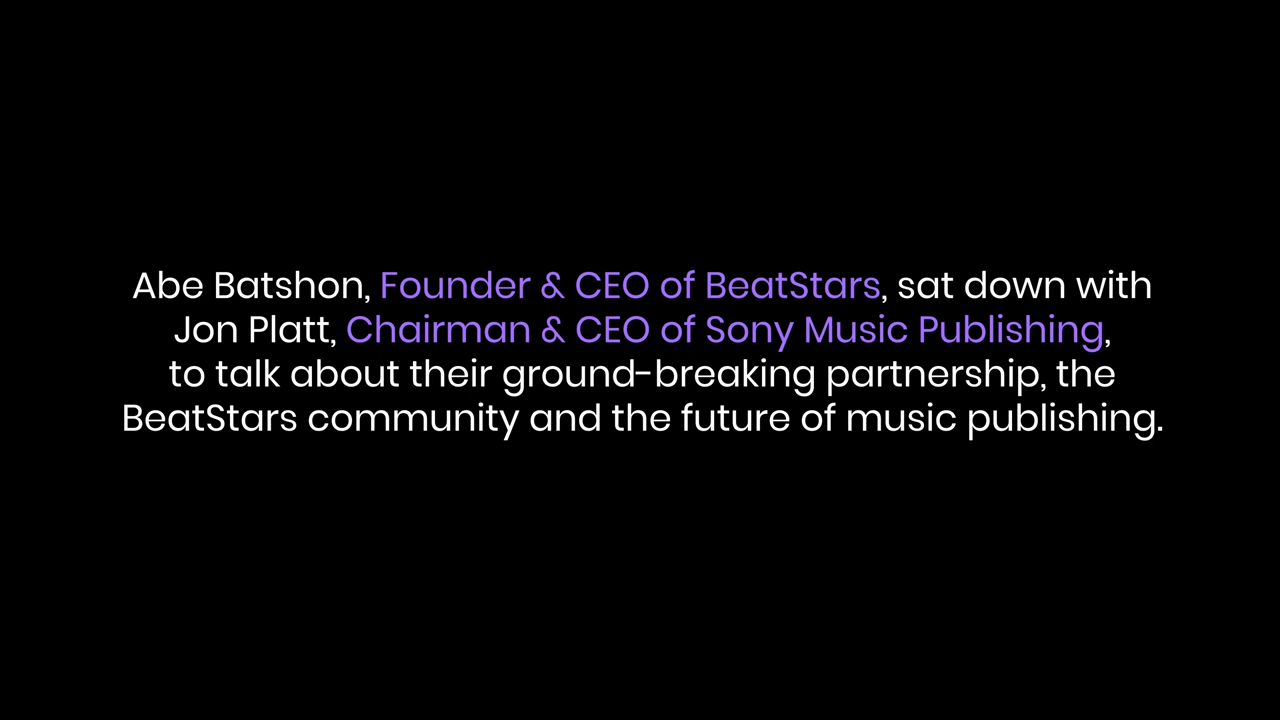 Abe Batshon, Founder & CEO of BeatStars, sat down with
Jon Platt, Chairman & CEO of Sony Music Publishing,
to talk about their ground-breaking partnership, the
BeatStars community and the future of music publishing.